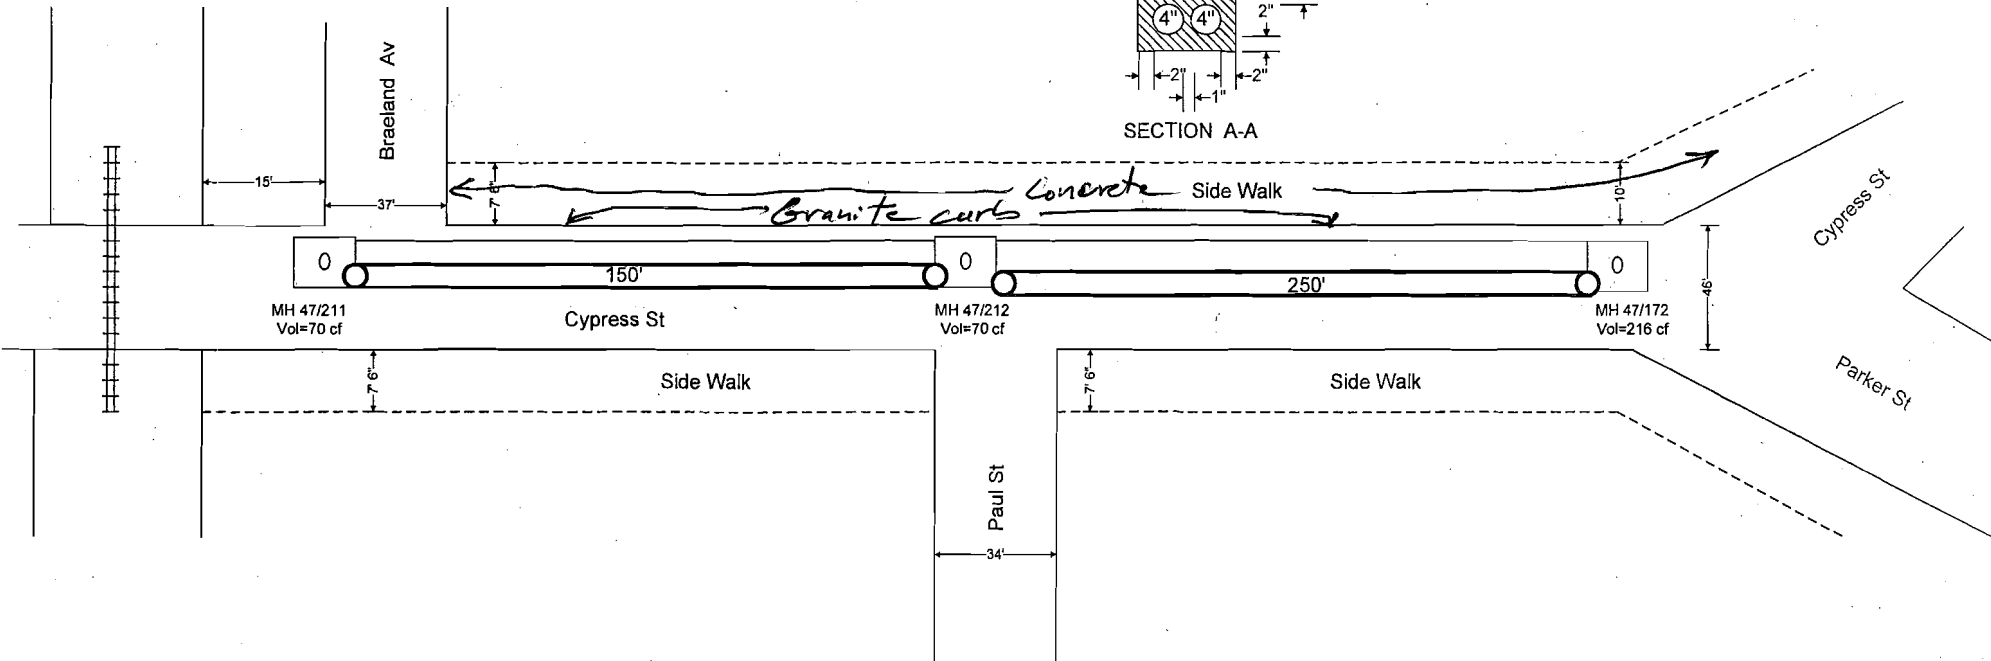 4" 4"
2"
2" 2"
1"
SECTION A-A
Braeland Av
15'
37'
7' 6"
Concrete Side Walk
10'
Granite curb
Cypress St
0 150' 0 250' 0
46'
MH 47/211
Vol=70 cf
Cypress St
MH 47/212
Vol=70 cf
MH 47/172
Vol=216 cf
7' 6"
Side Walk
7' 6"
Side Walk
Parker St
Paul St
34'